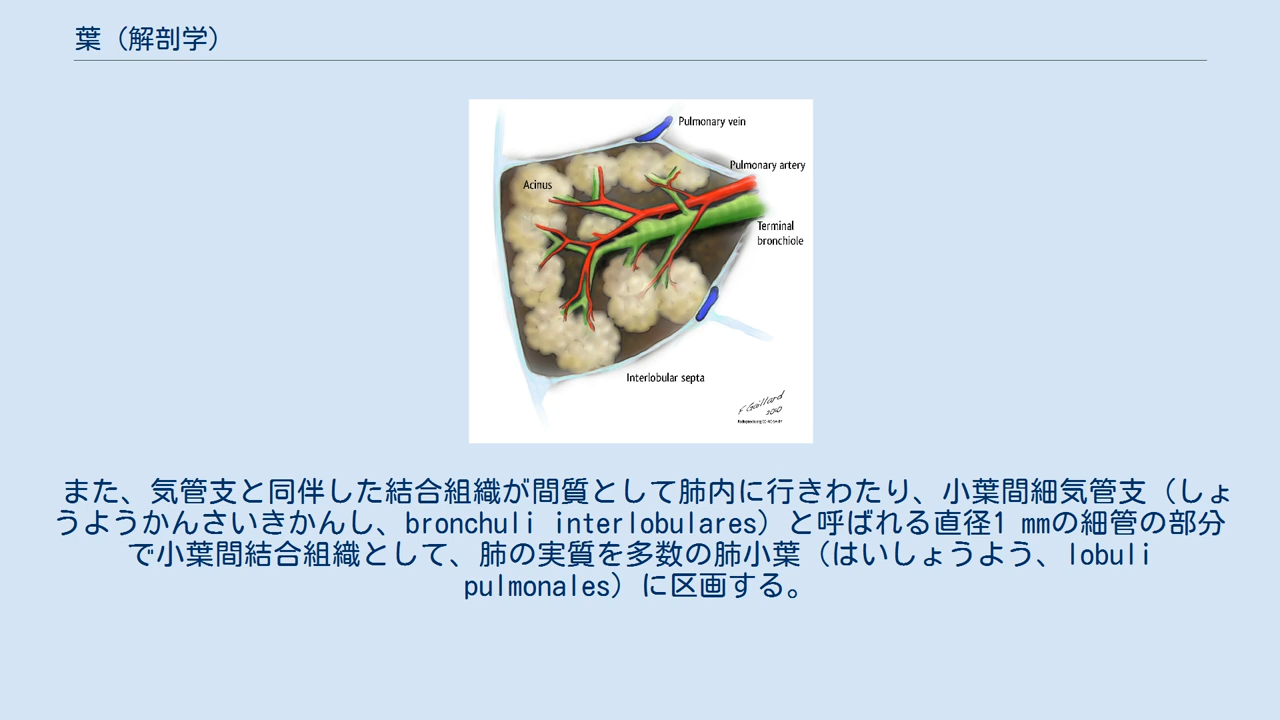 葉（解剖学）
Pulmonary vein
Pulmonary artery
Acinus
Terminal
bronchiole
Interlobular septa
F Gaillard
2010
また、気管支と同伴した結合組織が間質として肺内に行きわたり、小葉間細気管支（しょ
うようかんさいきかんし、bronchuli interlobulares）と呼ばれる直径1 mmの細管の部分
で小葉間結合組織として、肺の実質を多数の肺小葉（はいしょうよう、lobuli
pulmonales）に区画する。